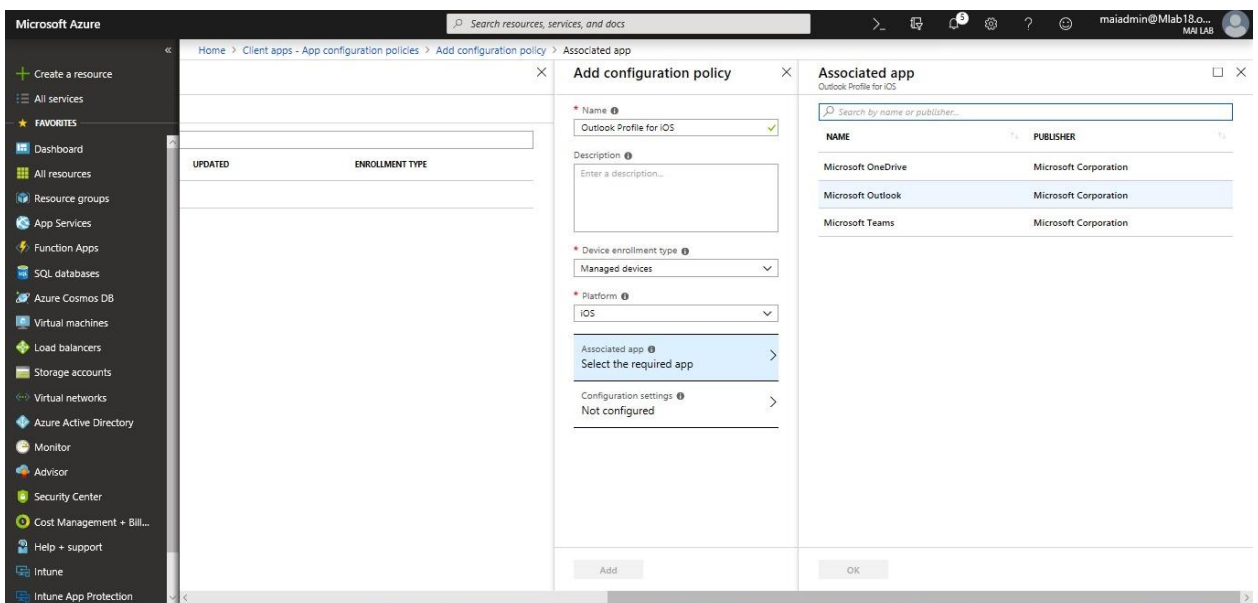 Microsoft Azure
Search resources, services, and docs
5
maiadmin@Mlab18.o...
MAI LAB
Home > Client apps - App configuration policies > Add configuration policy > Associated app
Create a resource
All services
FAVORITES
Dashboard
All resources
Resource groups
App Services
Function Apps
SQL databases
Azure Cosmos DB
Virtual machines
Load balancers
Storage accounts
Virtual networks
Azure Active Directory
Monitor
Advisor
Security Center
Cost Management + Bill...
Help + support
Intune
Intune App Protection
UPDATED ENROLLMENT TYPE
Add configuration policy
* Name
Outlook Profile for iOS
Description
Enter a description...
* Device enrollment type
Managed devices
* Platform
iOS
Associated app
Select the required app
Configuration settings
Not configured
Add
Associated app
Outlook Profile for iOS
Search by name or publisher...
NAME PUBLISHER
Microsoft OneDrive Microsoft Corporation
Microsoft Outlook Microsoft Corporation
Microsoft Teams Microsoft Corporation
OK